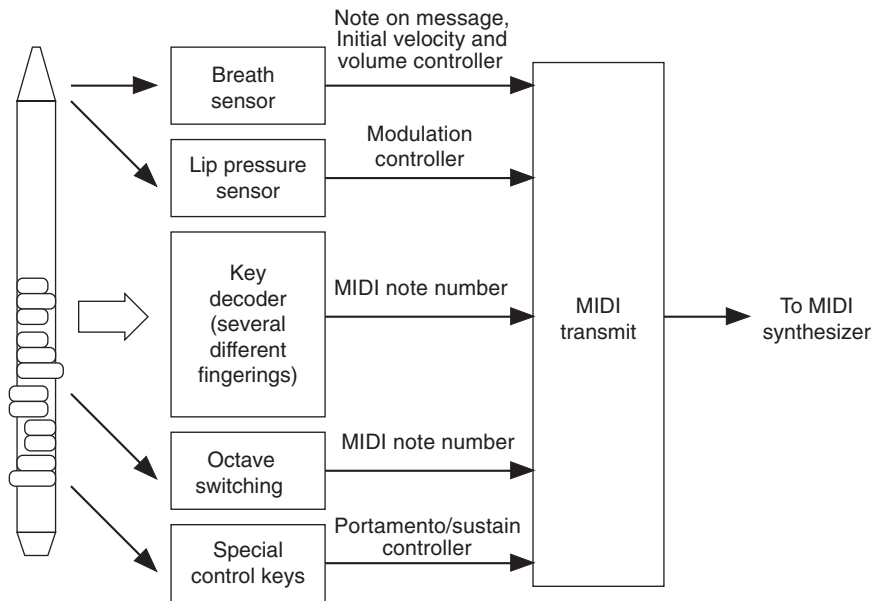 Note on message,
Initial velocity and
volume controller
Breath
sensor
Modulation
controller
Lip pressure
sensor
Key
decoder
(several
different
fingerings)
MIDI note number
MIDI
transmit
To MIDI
synthesizer
MIDI note number
Octave
switching
Portamento/sustain
controller
Special
control keys